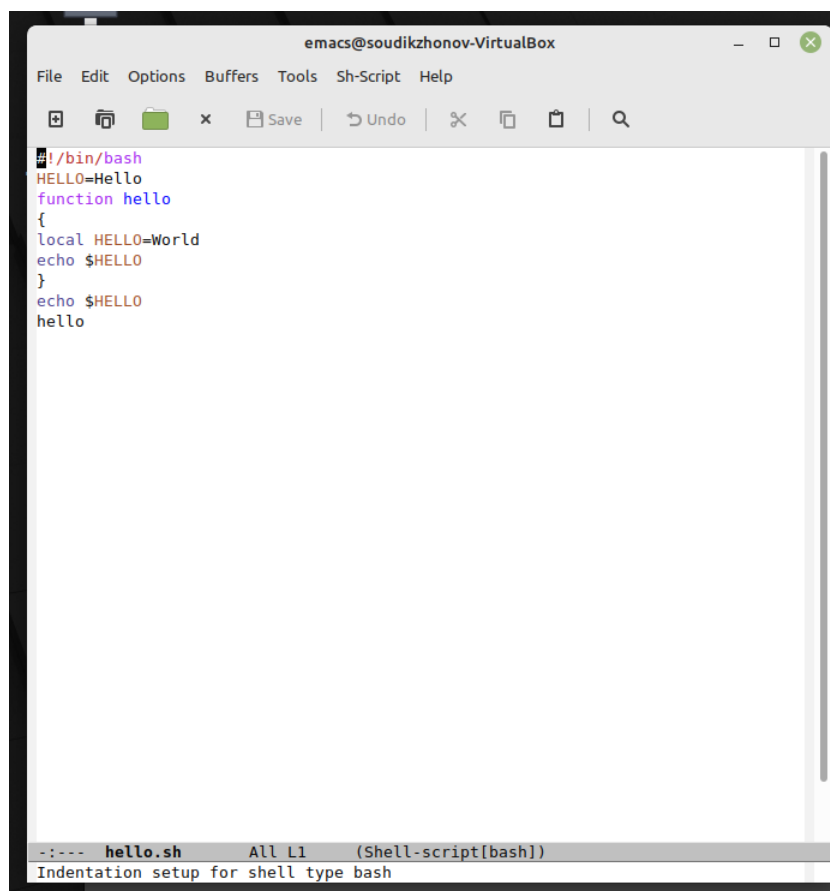 emacs@soudikzhonov-VirtualBox
File Edit Options Buffers Tools Sh-Script Help
Save Undo
#!/bin/bash
HELLO=Hello
function hello
{
local HELLO=World
echo $HELLO
}
echo $HELLO
hello
-:--- hello.sh All L1 (Shell-script[bash])
Indentation setup for shell type bash